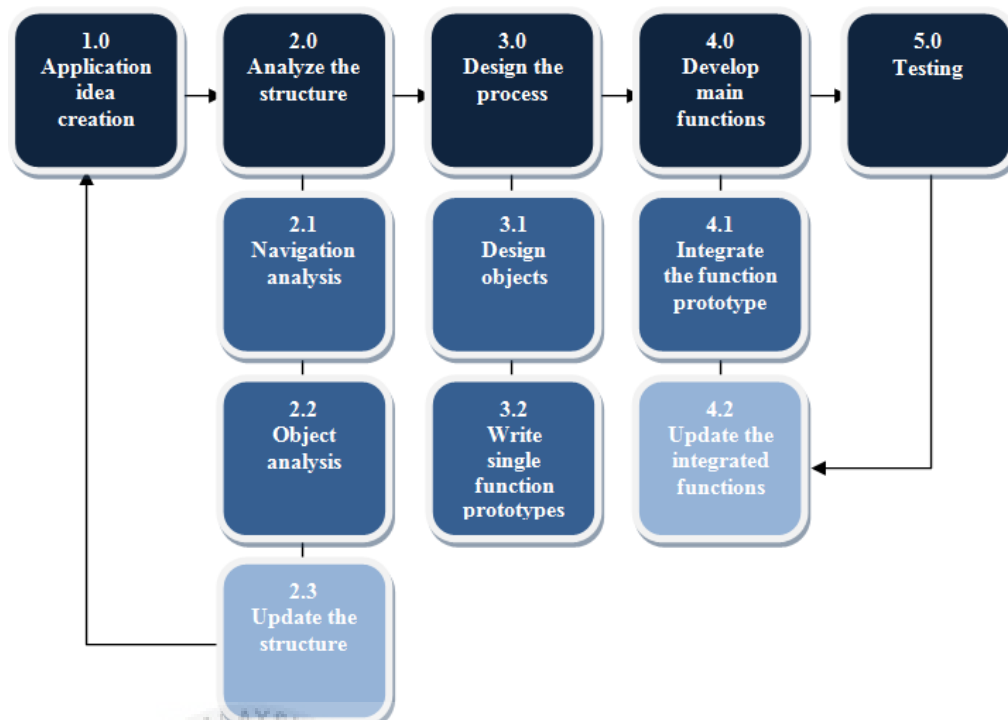 1.0
Application
idea
creation
2.0
Analyze the
structure
3.0
Design the
process
4.0
Develop
main
functions
5.0
Testing
2.1
Navigation
analysis
3.1
Design
objects
4.1
Integrate
the function
prototype
2.2
Object
analysis
3.2
Write
single
function
prototypes
4.2
Update the
integrated
functions
2.3
Update the
structure